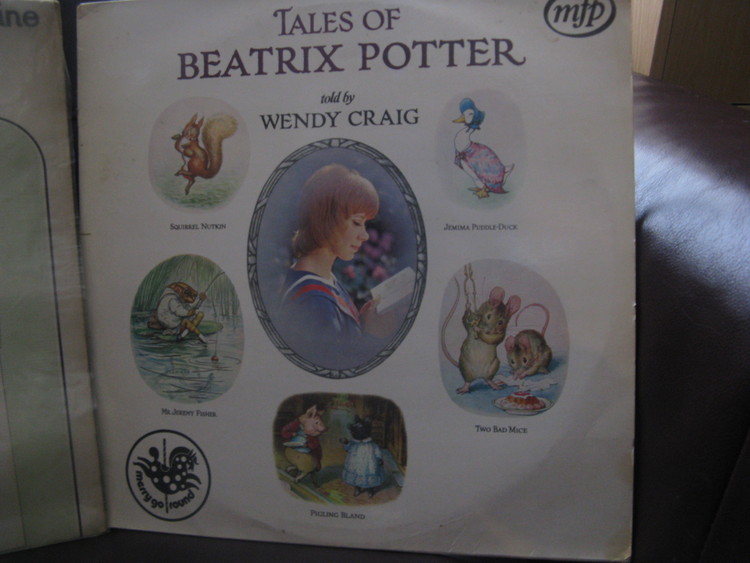 ine
TALES OF
mfp
BEATRIX POTTER
told by
WENDY CRAIG
SQUIRREL NUTKIN
JEMIMA PUDDLE-DUCK
MR. JEREMY FISHER
TWO BAD MICE
merry go round
PIGLING BLAND